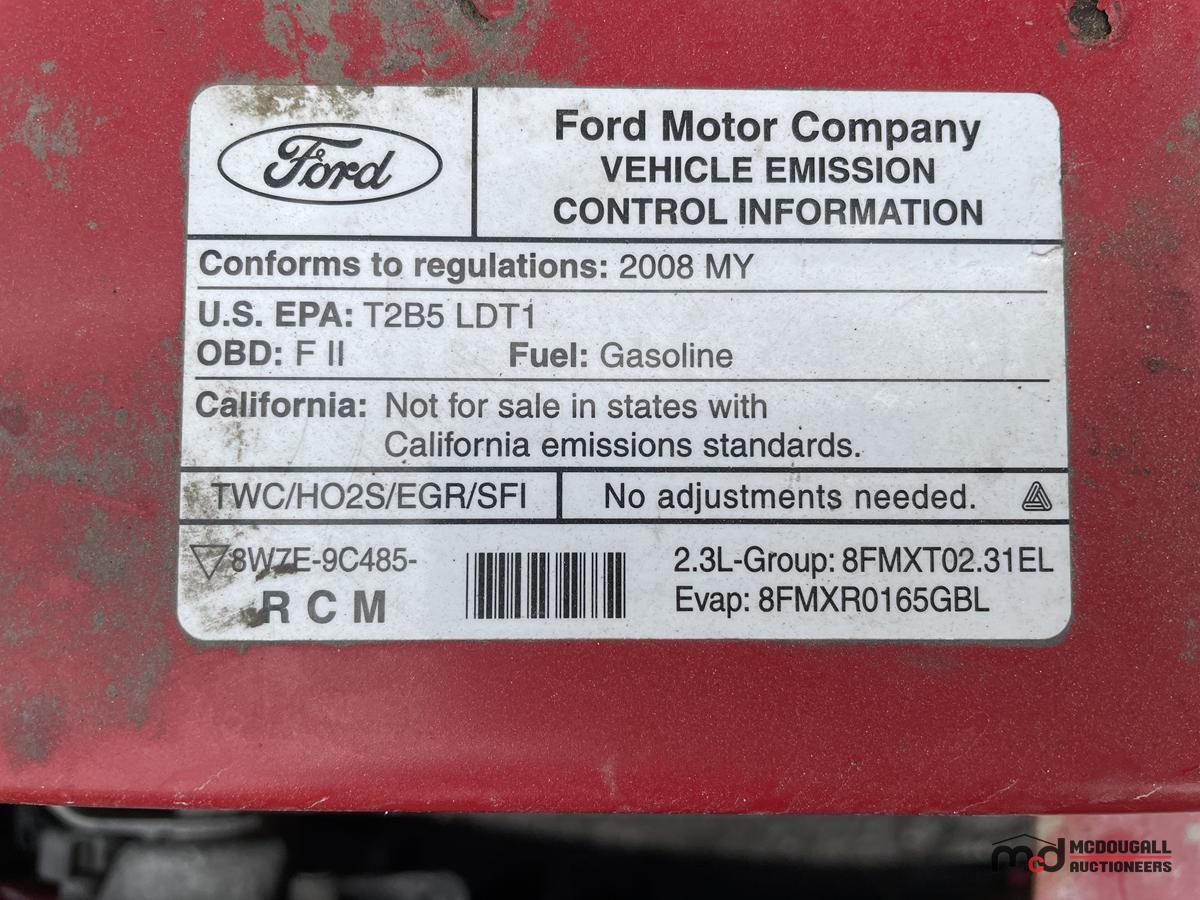 Ford
Ford Motor Company
VEHICLE EMISSION
CONTROL INFORMATION
Conforms to regulations: 2008 MY
U.S. EPA: T2B5 LDT1
OBD: F II Fuel: Gasoline
California: Not for sale in states with
California emissions standards.
TWC/HO2S/EGR/SFI No adjustments needed.
8W7E-9C485-
R C M
2.3L-Group: 8FMXT02.31EL
Evap: 8FMXR0165GBL
mcd MCDOUGALL
AUCTIONEERS